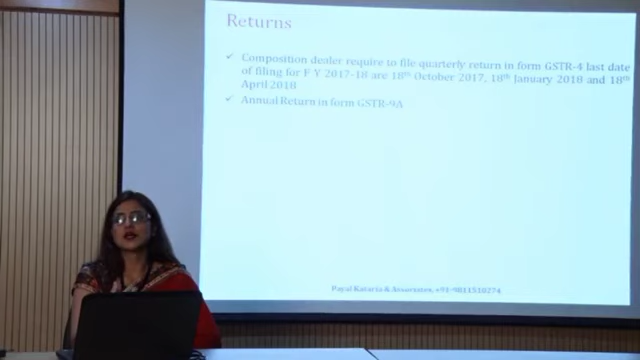 Returns
✓ Composition dealer require to file quarterly return in form GSTR-4 last date
of filing for F Y 2017-18 are 18th October 2017, 18th January 2018 and 18th
April 2018
✓ Annual Return in form GSTR-9A
Payal Kataria & Associates, +91-9811510274